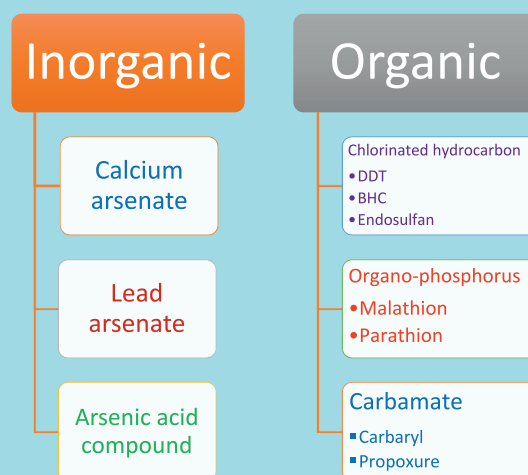 Inorganic
Calcium
arsenate
Lead
arsenate
Arsenic acid
compound
Organic
Chlorinated hydrocarbon
•DDT
•BHC
•Endosulfan
Organo-phosphorus
•Malathion
•Parathion
Carbamate
▪Carbaryl
▪Propoxure